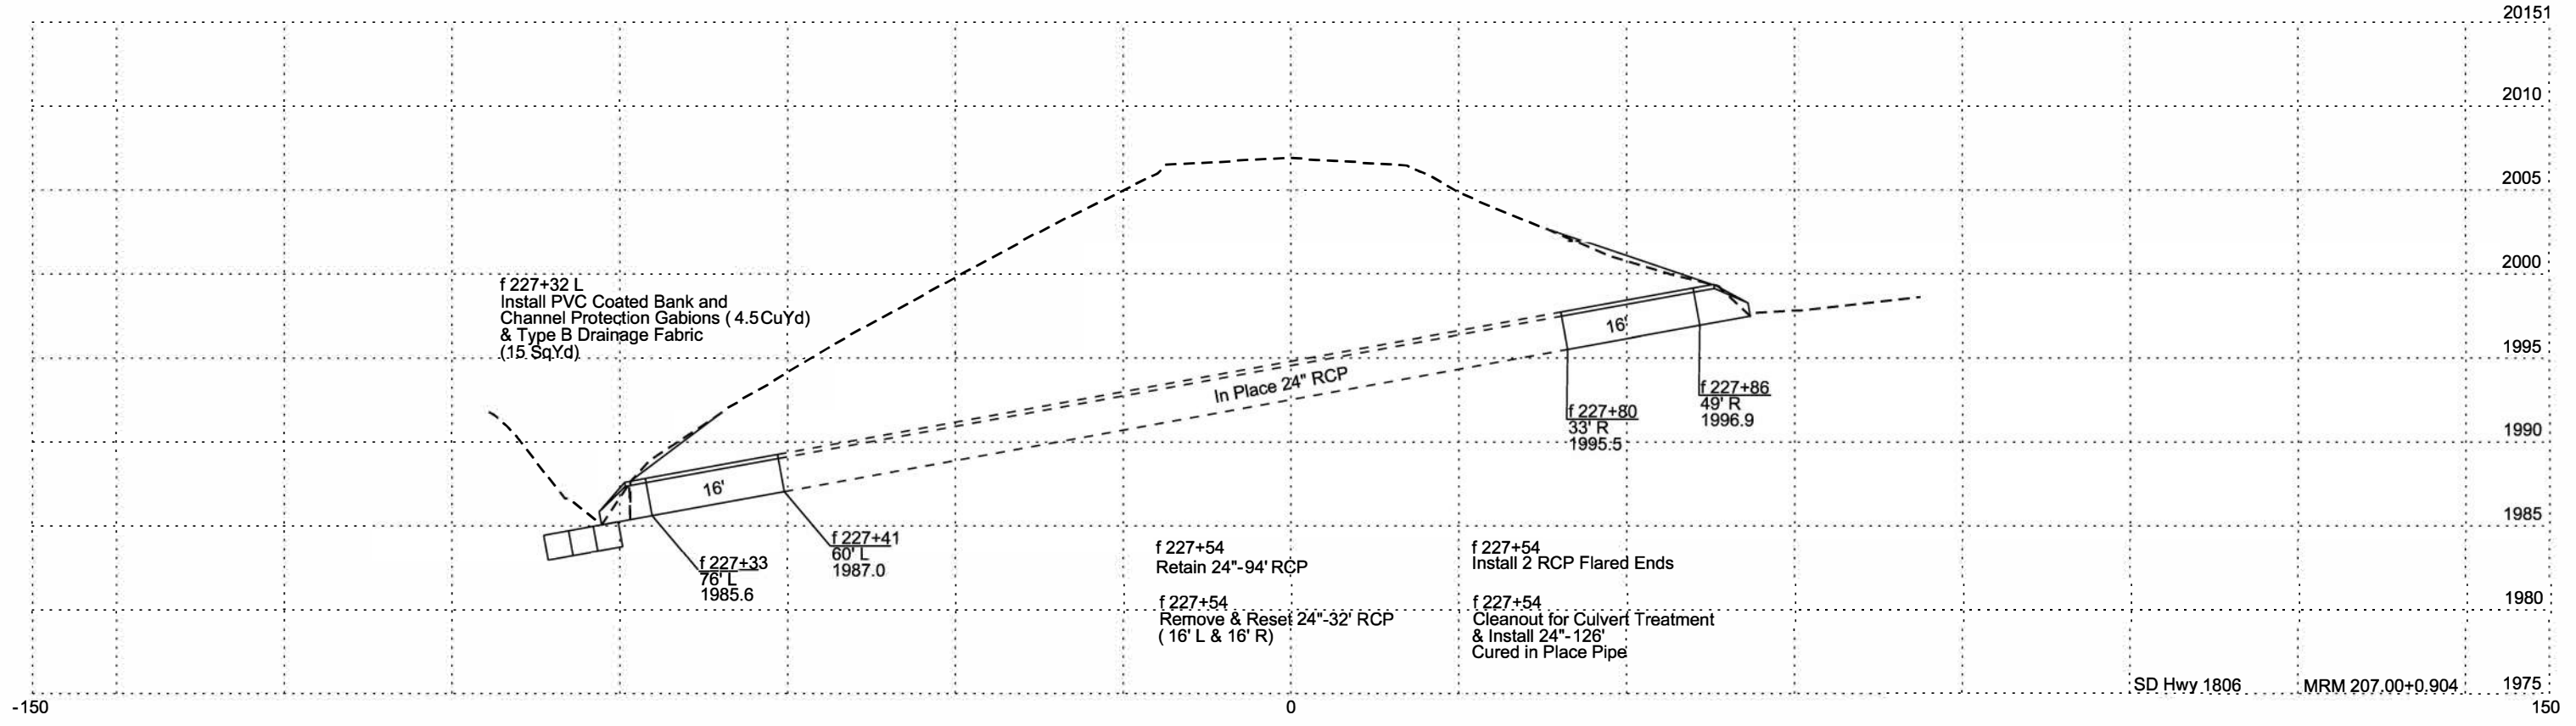 20151
2010
2005
2000
1995
1990
1985
1980
1975
f 227+32 L
Install PVC Coated Bank and
Channel Protection Gabions ( 4.5CuYd)
& Type B Drainage Fabric
(15 SqYd)
In Place 24" RCP
16'
16'
f 227+86
49' R
1996.9
f 227+80
33' R
1995.5
f 227+41
60' L
1987.0
f 227+33
76' L
1985.6
f 227+54
Retain 24"-94' RCP
f 227+54
Install 2 RCP Flared Ends
f 227+54
Remove & Reset 24"-32' RCP
( 16' L & 16' R)
f 227+54
Cleanout for Culvert Treatment
& Install 24"-126'
Cured in Place Pipe
SD Hwy 1806
MRM 207.00+0.904
-150
0
150